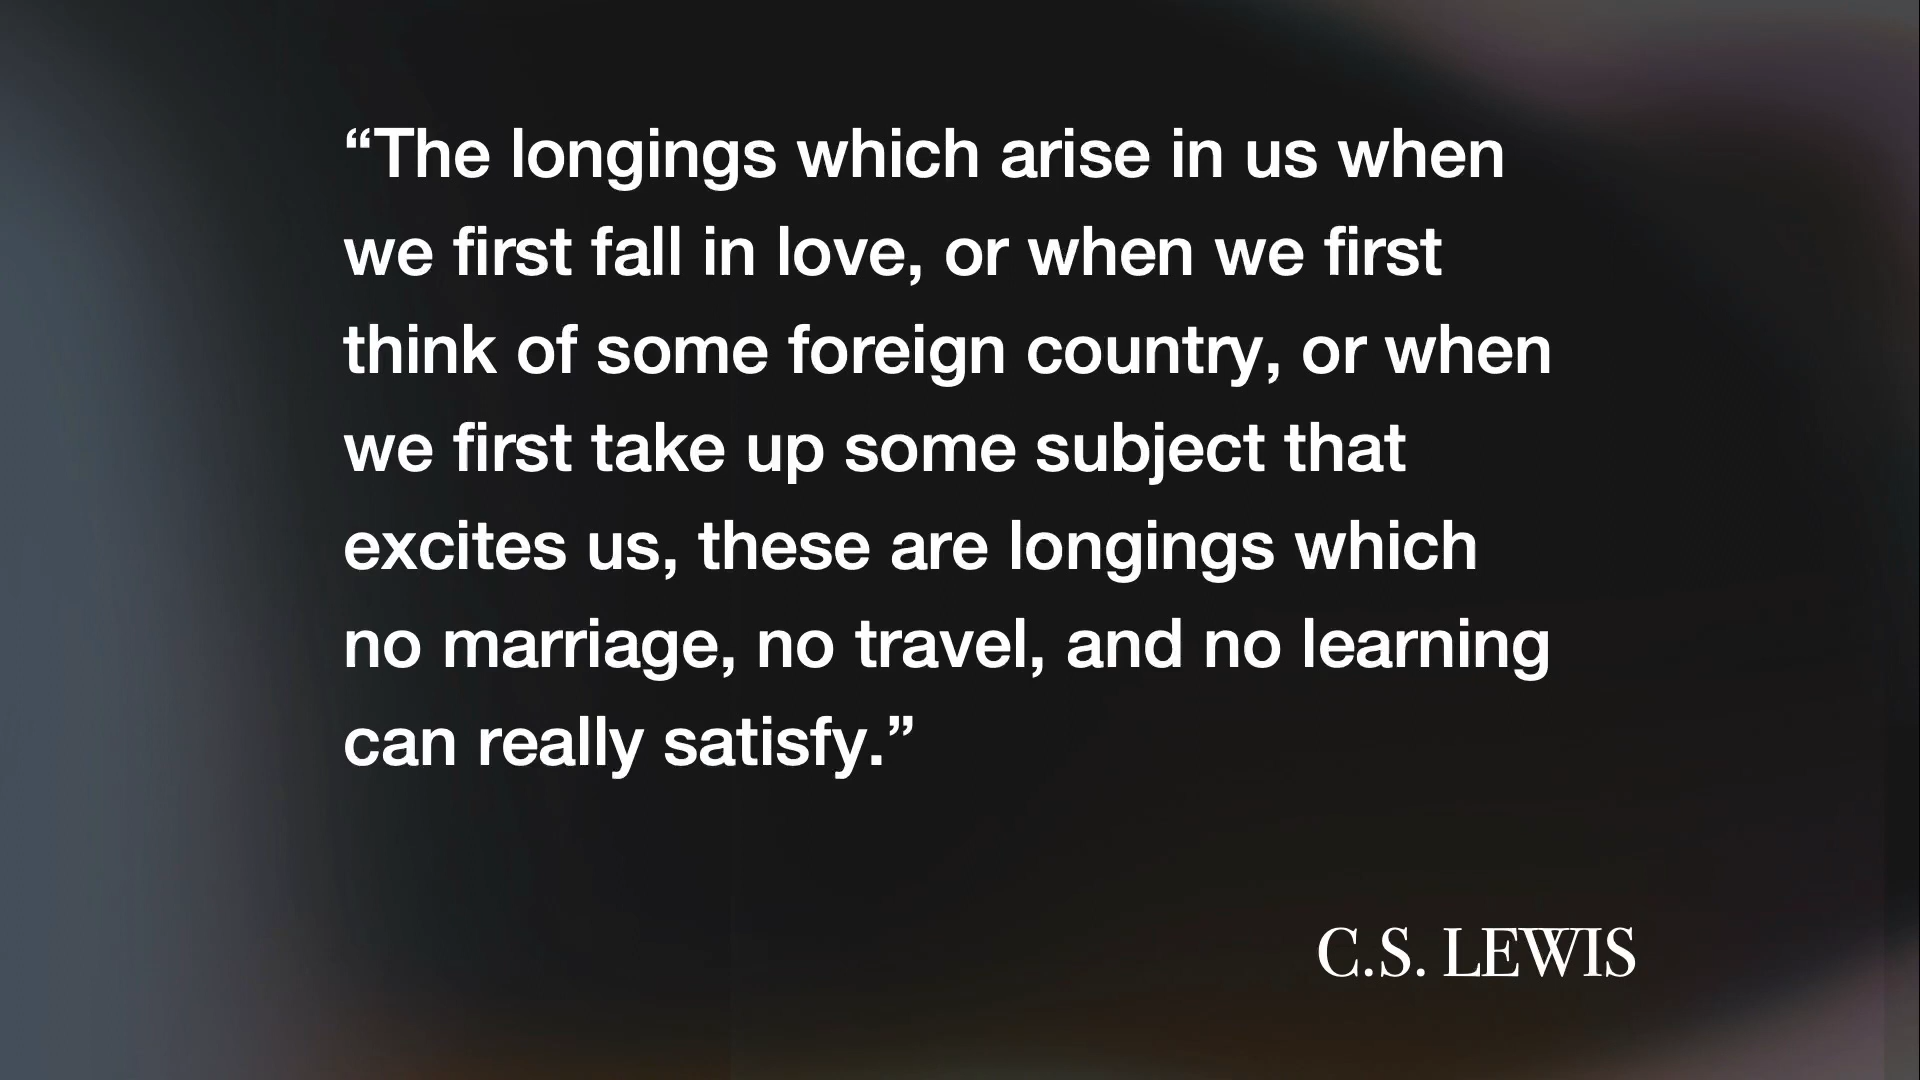 “The longings which arise in us when
we first fall in love, or when we first
think of some foreign country, or when
we first take up some subject that
excites us, these are longings which
no marriage, no travel, and no learning
can really satisfy.”
C.S. LEWIS